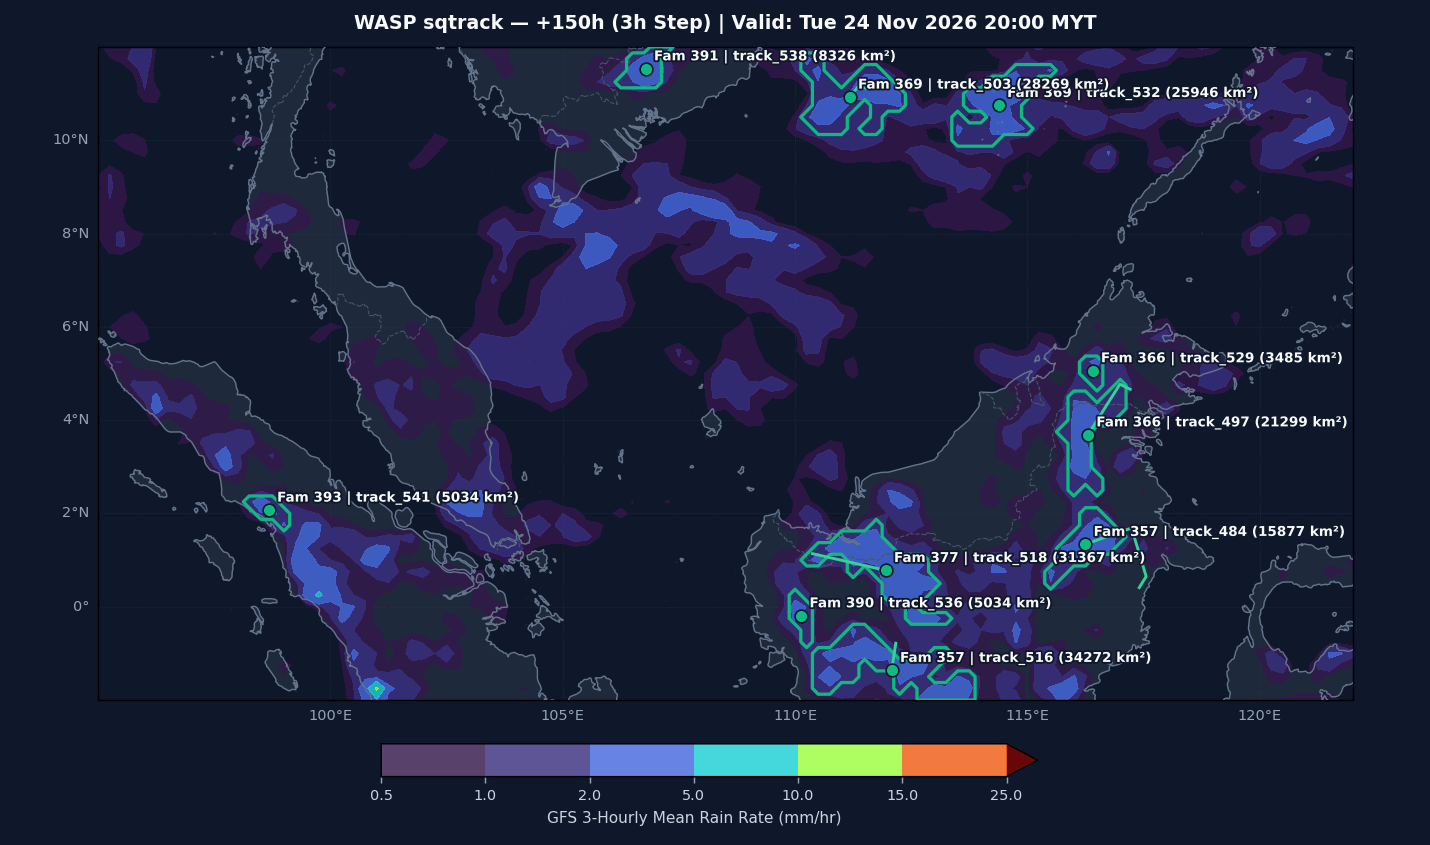 WASP sqtrack — +150h (3h Step) | Valid: Tue 24 Nov 2026 20:00 MYT
Fam 391 | track_538 (8326 km²)
Fam 369 | track_503 (28269 km²)
Fam 369 | track_532 (25946 km²)
10°N
8°N
6°N
Fam 366 | track_529 (3485 km²)
4°N
Fam 366 | track_497 (21299 km²)
Fam 393 | track_541 (5034 km²)
2°N
Fam 357 | track_484 (15877 km²)
Fam 377 | track_518 (31367 km²)
0°
Fam 390 | track_536 (5034 km²)
Fam 357 | track_516 (34272 km²)
100°E 105°E 110°E 115°E 120°E
0.5 1.0 2.0 5.0 10.0 15.0 25.0
GFS 3-Hourly Mean Rain Rate (mm/hr)